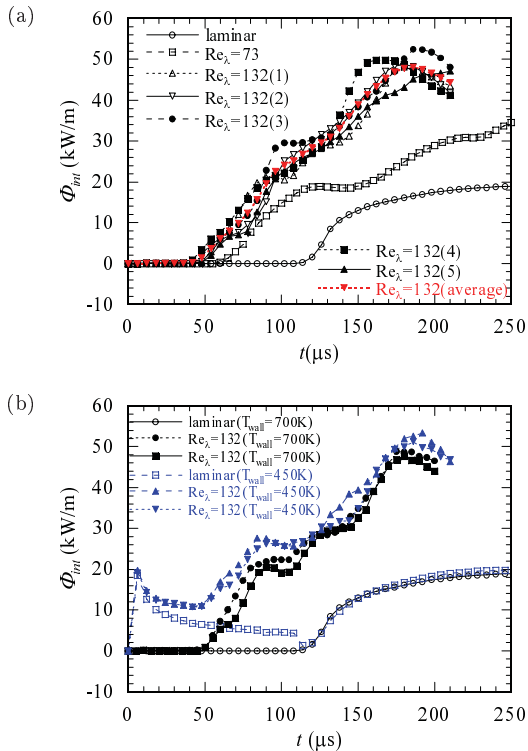 (a)
60
50
40
30
20
10
0
-10
Φint (kW/m)
laminar
Reλ=73
Reλ=132(1)
Reλ=132(2)
Reλ=132(3)
Reλ=132(4)
Reλ=132(5)
Reλ=132(average)
0 50 100 150 200 250
t(μs)
(b)
60
50
40
30
20
10
0
-10
Φint (kW/m)
laminar(Twall=700K)
Reλ=132(Twall=700K)
Reλ=132(Twall=700K)
laminar(Twall=450K)
Reλ=132(Twall=450K)
Reλ=132(Twall=450K)
0 50 100 150 200 250
t (μs)